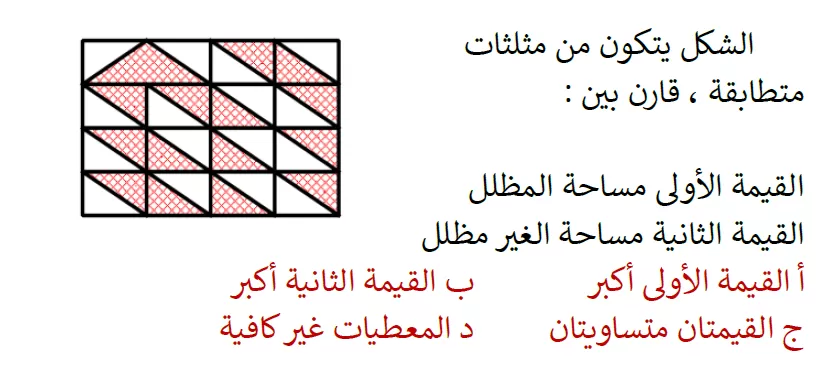 الشكل يتكون من مثلثات
متطابقة ، قارن بين :
القيمة الأولى مساحة المظلل
القيمة الثانية مساحة الغير مظلل
أ القيمة الأولى أكبر ب القيمة الثانية أكبر
ج القيمتان متساويتان د المعطيات غير كافية